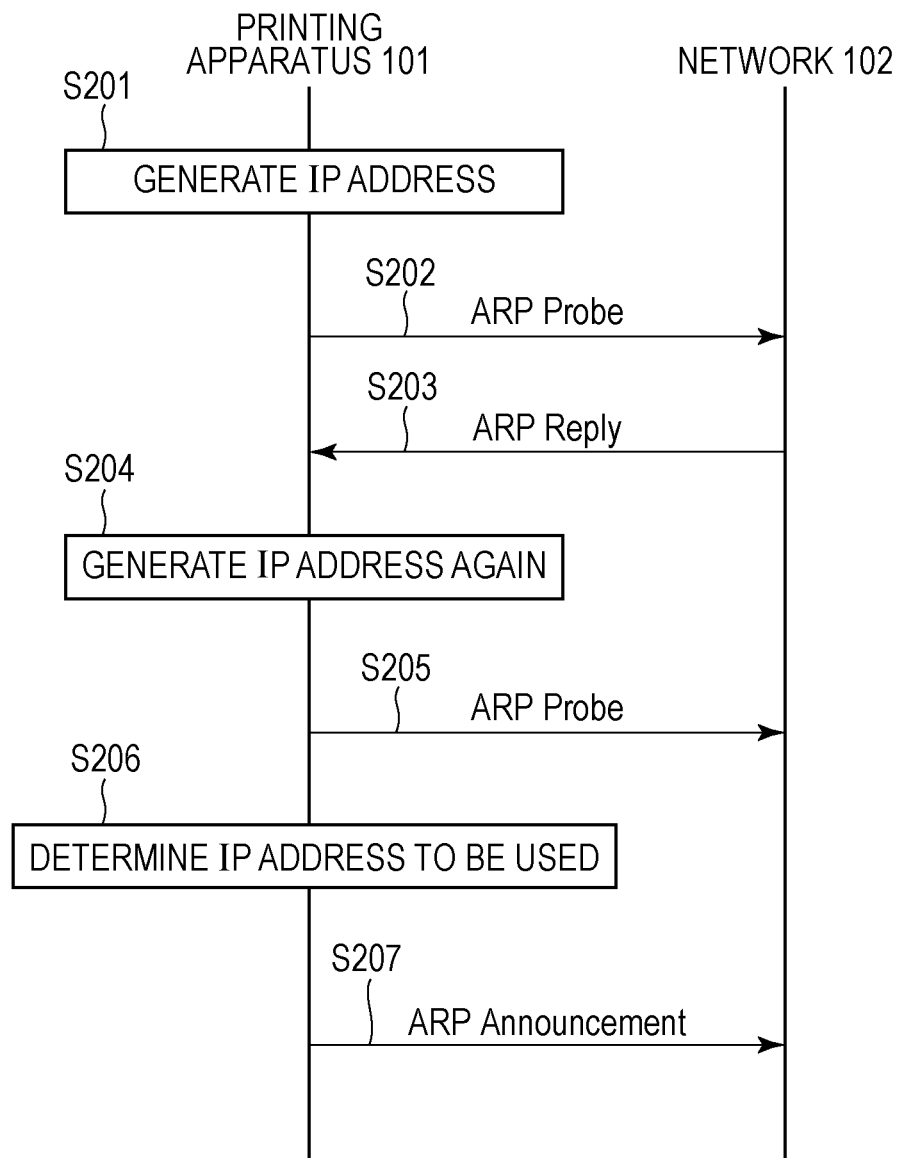 PRINTING
APPARATUS 101
NETWORK 102
S201
GENERATE IP ADDRESS
S202
ARP Probe
S203
ARP Reply
S204
GENERATE IP ADDRESS AGAIN
S205
ARP Probe
S206
DETERMINE IP ADDRESS TO BE USED
S207
ARP Announcement